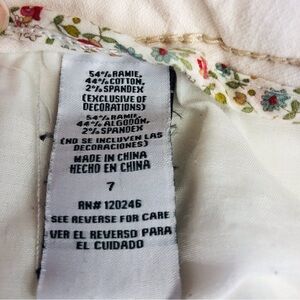 54% RAMIE,
44% COTTON,
2% SPANDEX
(EXCLUSIVE OF
DECORATIONS)
54% RAMIE,
44% ALGODÓN,
2% SPANDEX
(NO SE INCLUYEN LAS
DECORACIONES)
MADE IN CHINA
HECHO EN CHINA
7
RN# 120246
SEE REVERSE FOR CARE
VER EL REVERSO PARA
EL CUIDADO